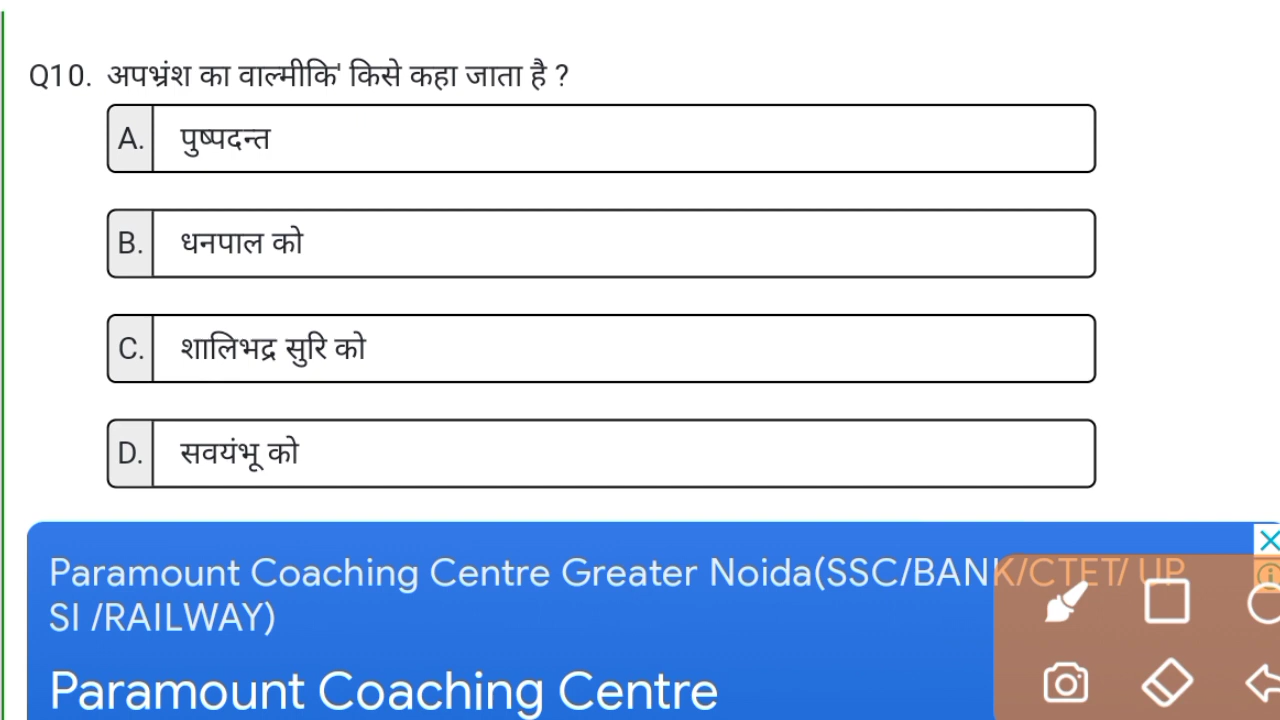 Q10. अपभ्रंश का वाल्मीकि' किसे कहा जाता है ?
A. पुष्पदन्त
B. धनपाल को
C. शालिभद्र सुरि को
D. सवयंभू को
Paramount Coaching Centre Greater Noida(SSC/BANK/CTET/ UP
SI /RAILWAY)
Paramount Coaching Centre